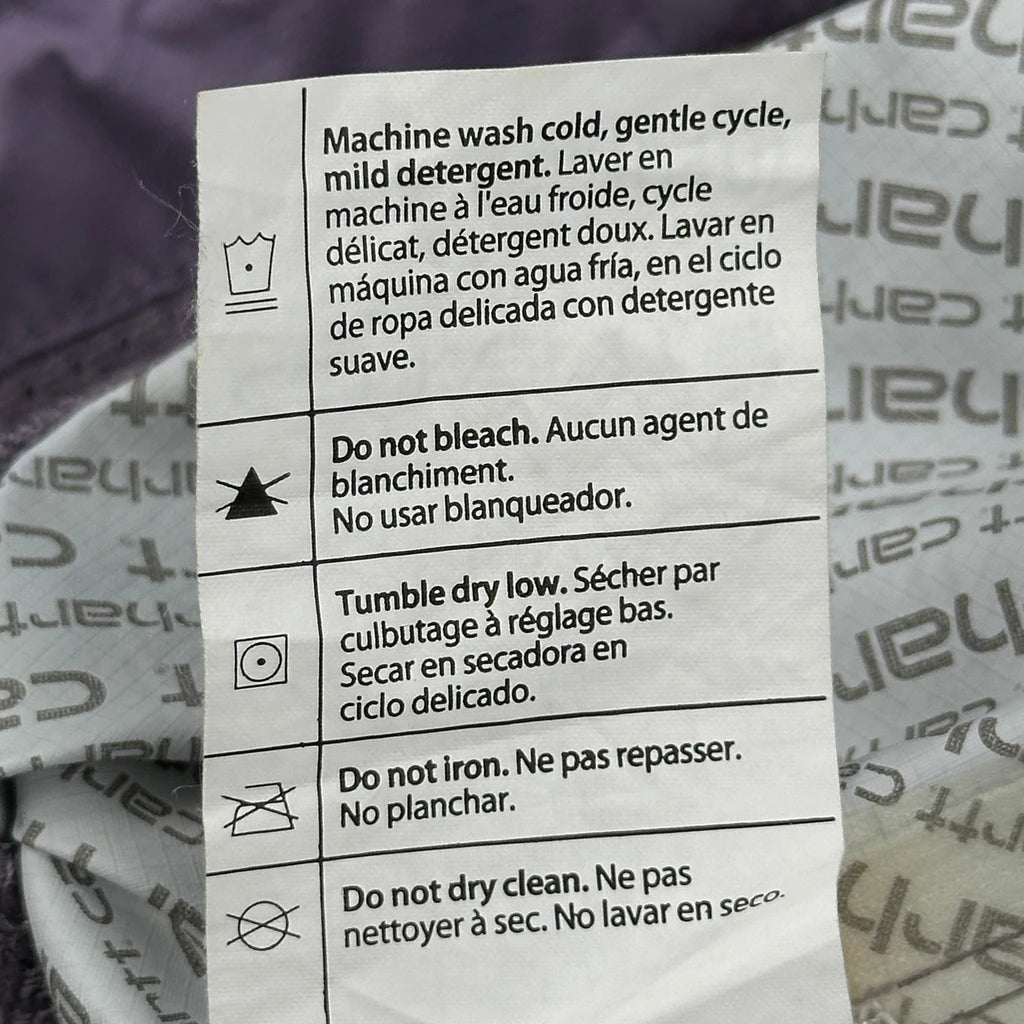 Machine wash cold, gentle cycle,
mild detergent. Laver en
machine à l'eau froide, cycle
délicat, détergent doux. Lavar en
máquina con agua fría, en el ciclo
de ropa delicada con detergente
suave.
Do not bleach. Aucun agent de
blanchiment.
No usar blanqueador.
Tumble dry low. Sécher par
culbutage à réglage bas.
Secar en secadora en
ciclo delicado.
Do not iron. Ne pas repasser.
No planchar.
Do not dry clean. Ne pas
nettoyer à sec. No lavar en seco.